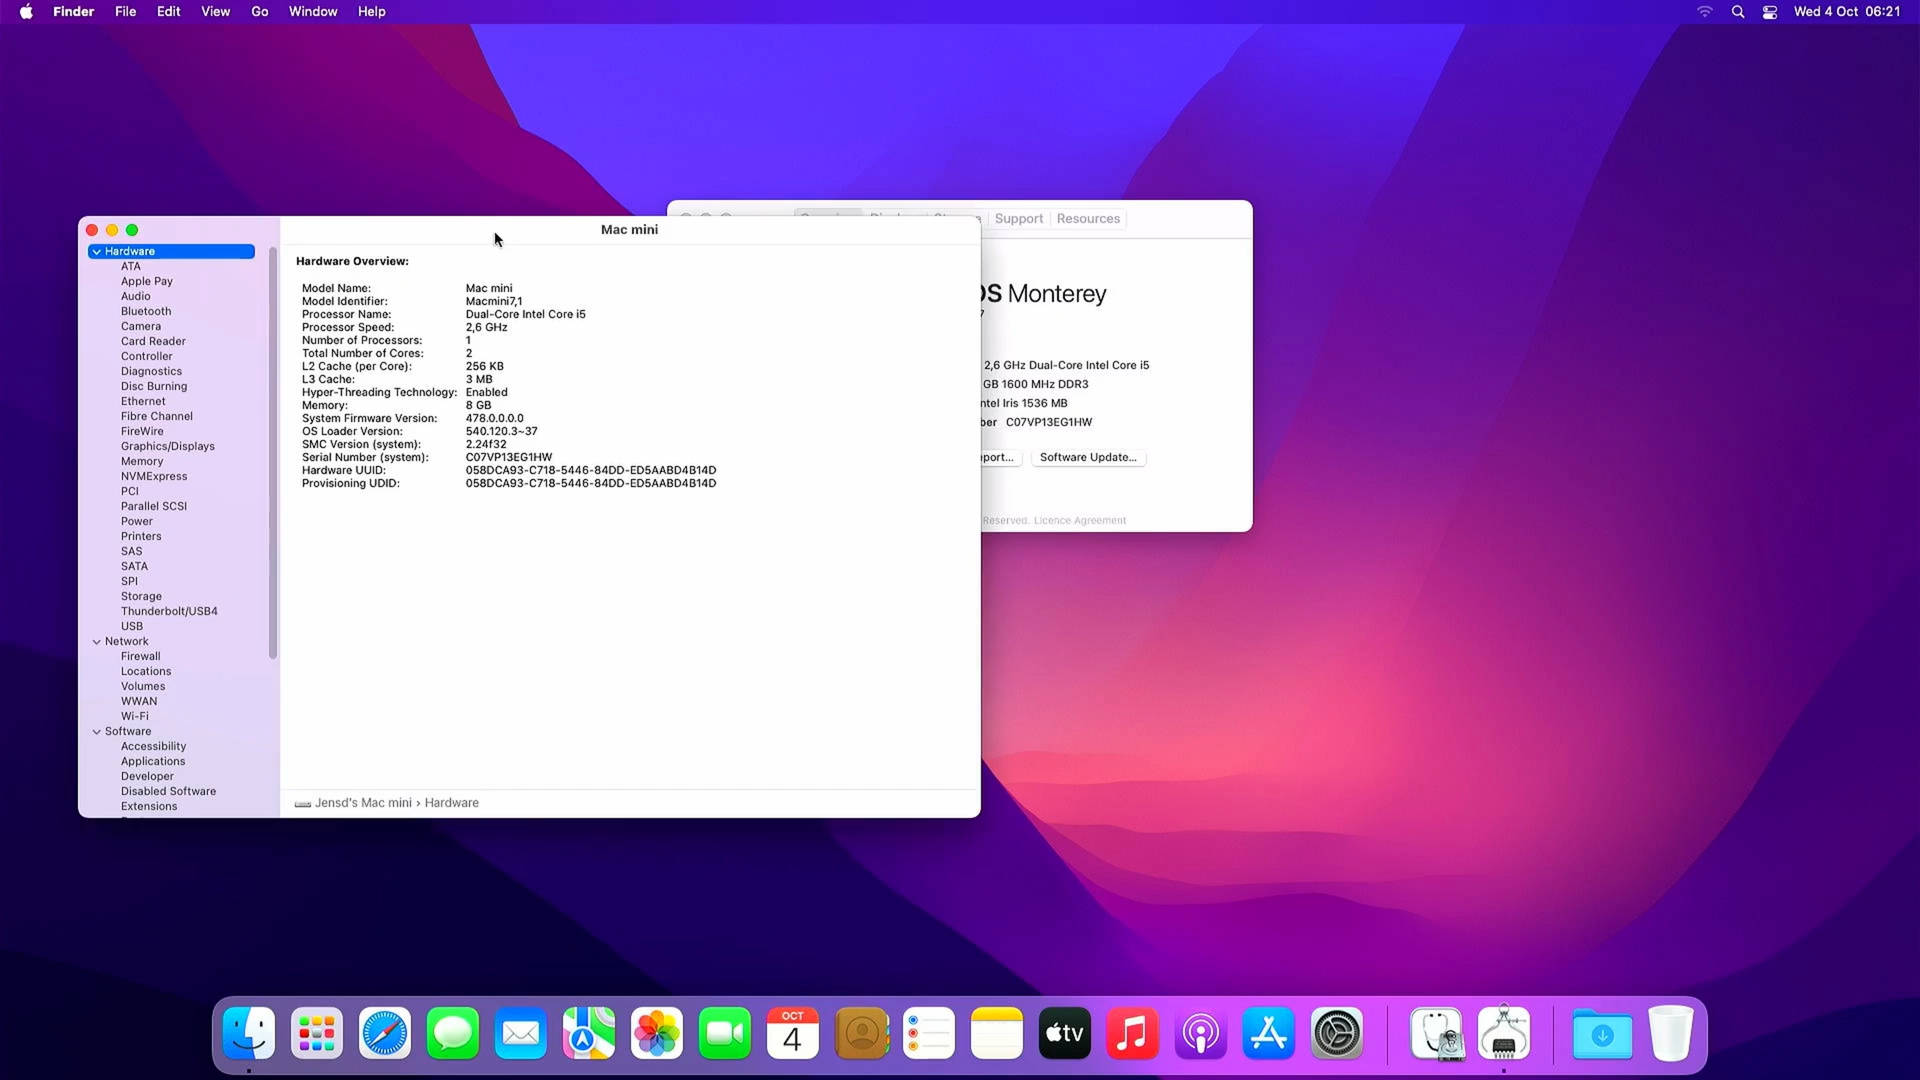 Finder File Edit View Go Window Help
Wed 4 Oct 06:21
Mac mini
Hardware
ATA
Apple Pay
Audio
Bluetooth
Camera
Card Reader
Controller
Diagnostics
Disc Burning
Ethernet
Fibre Channel
FireWire
Graphics/Displays
Memory
NVMExpress
PCI
Parallel SCSI
Power
Printers
SAS
SATA
SPI
Storage
Thunderbolt/USB4
USB
Network
Firewall
Locations
Volumes
WWAN
Wi-Fi
Software
Accessibility
Applications
Developer
Disabled Software
Extensions
Hardware Overview:
Model Name: Mac mini
Model Identifier: Macmini7,1
Processor Name: Dual-Core Intel Core i5
Processor Speed: 2,6 GHz
Number of Processors: 1
Total Number of Cores: 2
L2 Cache (per Core): 256 KB
L3 Cache: 3 MB
Hyper-Threading Technology: Enabled
Memory: 8 GB
System Firmware Version: 478.0.0.0.0
OS Loader Version: 540.120.3~37
SMC Version (system): 2.24f32
Serial Number (system): C07VP13EG1HW
Hardware UUID: 058DCA93-C718-5446-84DD-ED5AABD4B14D
Provisioning UDID: 058DCA93-C718-5446-84DD-ED5AABD4B14D
Jensd's Mac mini › Hardware
Support Resources
OS Monterey
7
2,6 GHz Dual-Core Intel Core i5
GB 1600 MHz DDR3
ntel Iris 1536 MB
ber C07VP13EG1HW
port... Software Update...
Reserved. Licence Agreement
OCT
4
tv